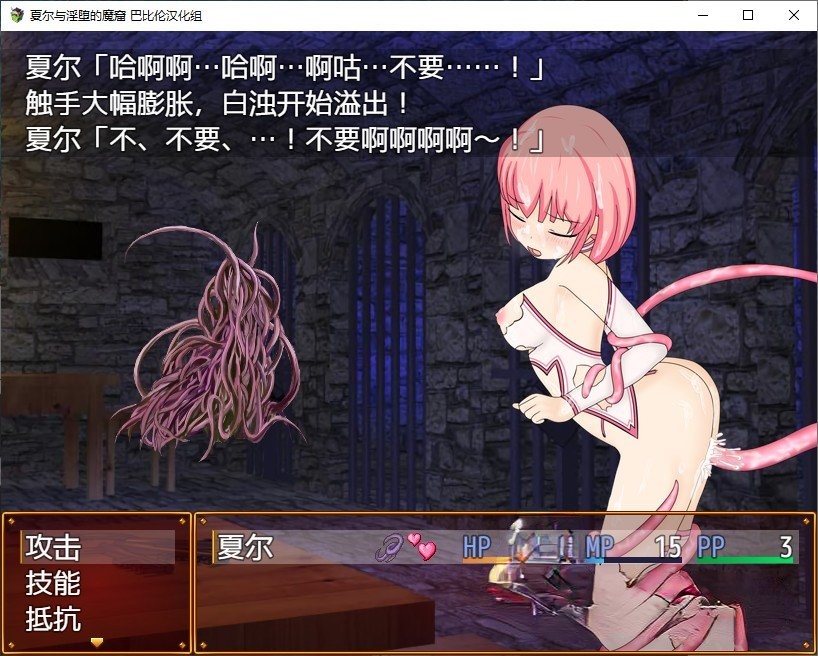 夏尔与淫堕的魔窟 巴比伦汉化组
夏尔「哈啊啊…哈啊…啊咕…不要……！」
触手大幅膨胀，白浊开始溢出！
夏尔「不、不要、…！不要啊啊啊啊～！」
攻击
技能
抵抗
夏尔 HP MP 15 PP 3